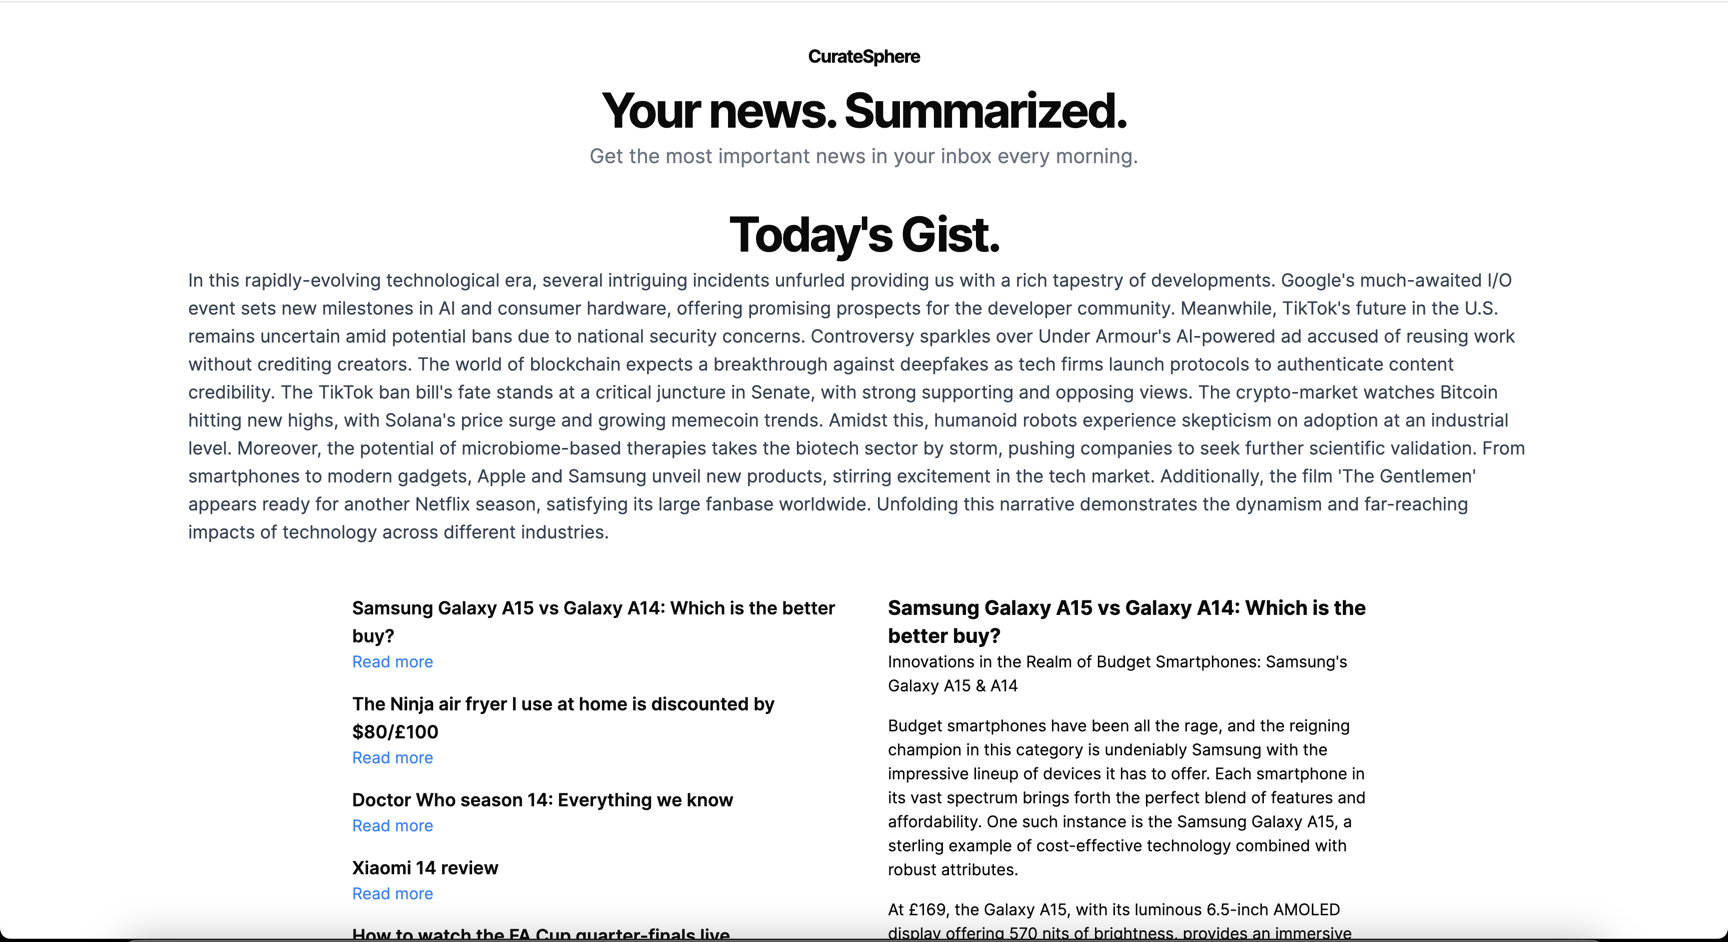 CurateSphere
Your news. Summarized.
Get the most important news in your inbox every morning.
Today's Gist.
In this rapidly-evolving technological era, several intriguing incidents unfurled providing us with a rich tapestry of developments. Google's much-awaited I/O
event sets new milestones in AI and consumer hardware, offering promising prospects for the developer community. Meanwhile, TikTok's future in the U.S.
remains uncertain amid potential bans due to national security concerns. Controversy sparkles over Under Armour's AI-powered ad accused of reusing work
without crediting creators. The world of blockchain expects a breakthrough against deepfakes as tech firms launch protocols to authenticate content
credibility. The TikTok ban bill's fate stands at a critical juncture in Senate, with strong supporting and opposing views. The crypto-market watches Bitcoin
hitting new highs, with Solana's price surge and growing memecoin trends. Amidst this, humanoid robots experience skepticism on adoption at an industrial
level. Moreover, the potential of microbiome-based therapies takes the biotech sector by storm, pushing companies to seek further scientific validation. From
smartphones to modern gadgets, Apple and Samsung unveil new products, stirring excitement in the tech market. Additionally, the film 'The Gentlemen'
appears ready for another Netflix season, satisfying its large fanbase worldwide. Unfolding this narrative demonstrates the dynamism and far-reaching
impacts of technology across different industries.
Samsung Galaxy A15 vs Galaxy A14: Which is the better
buy?
Read more
The Ninja air fryer I use at home is discounted by
$80/£100
Read more
Doctor Who season 14: Everything we know
Read more
Xiaomi 14 review
Read more
How to watch the FA Cup quarter-finals live
Samsung Galaxy A15 vs Galaxy A14: Which is the
better buy?
Innovations in the Realm of Budget Smartphones: Samsung's
Galaxy A15 & A14
Budget smartphones have been all the rage, and the reigning
champion in this category is undeniably Samsung with the
impressive lineup of devices it has to offer. Each smartphone in
its vast spectrum brings forth the perfect blend of features and
affordability. One such instance is the Samsung Galaxy A15, a
sterling example of cost-effective technology combined with
robust attributes.
At £169, the Galaxy A15, with its luminous 6.5-inch AMOLED
display offering 570 nits of brightness, provides an immersive